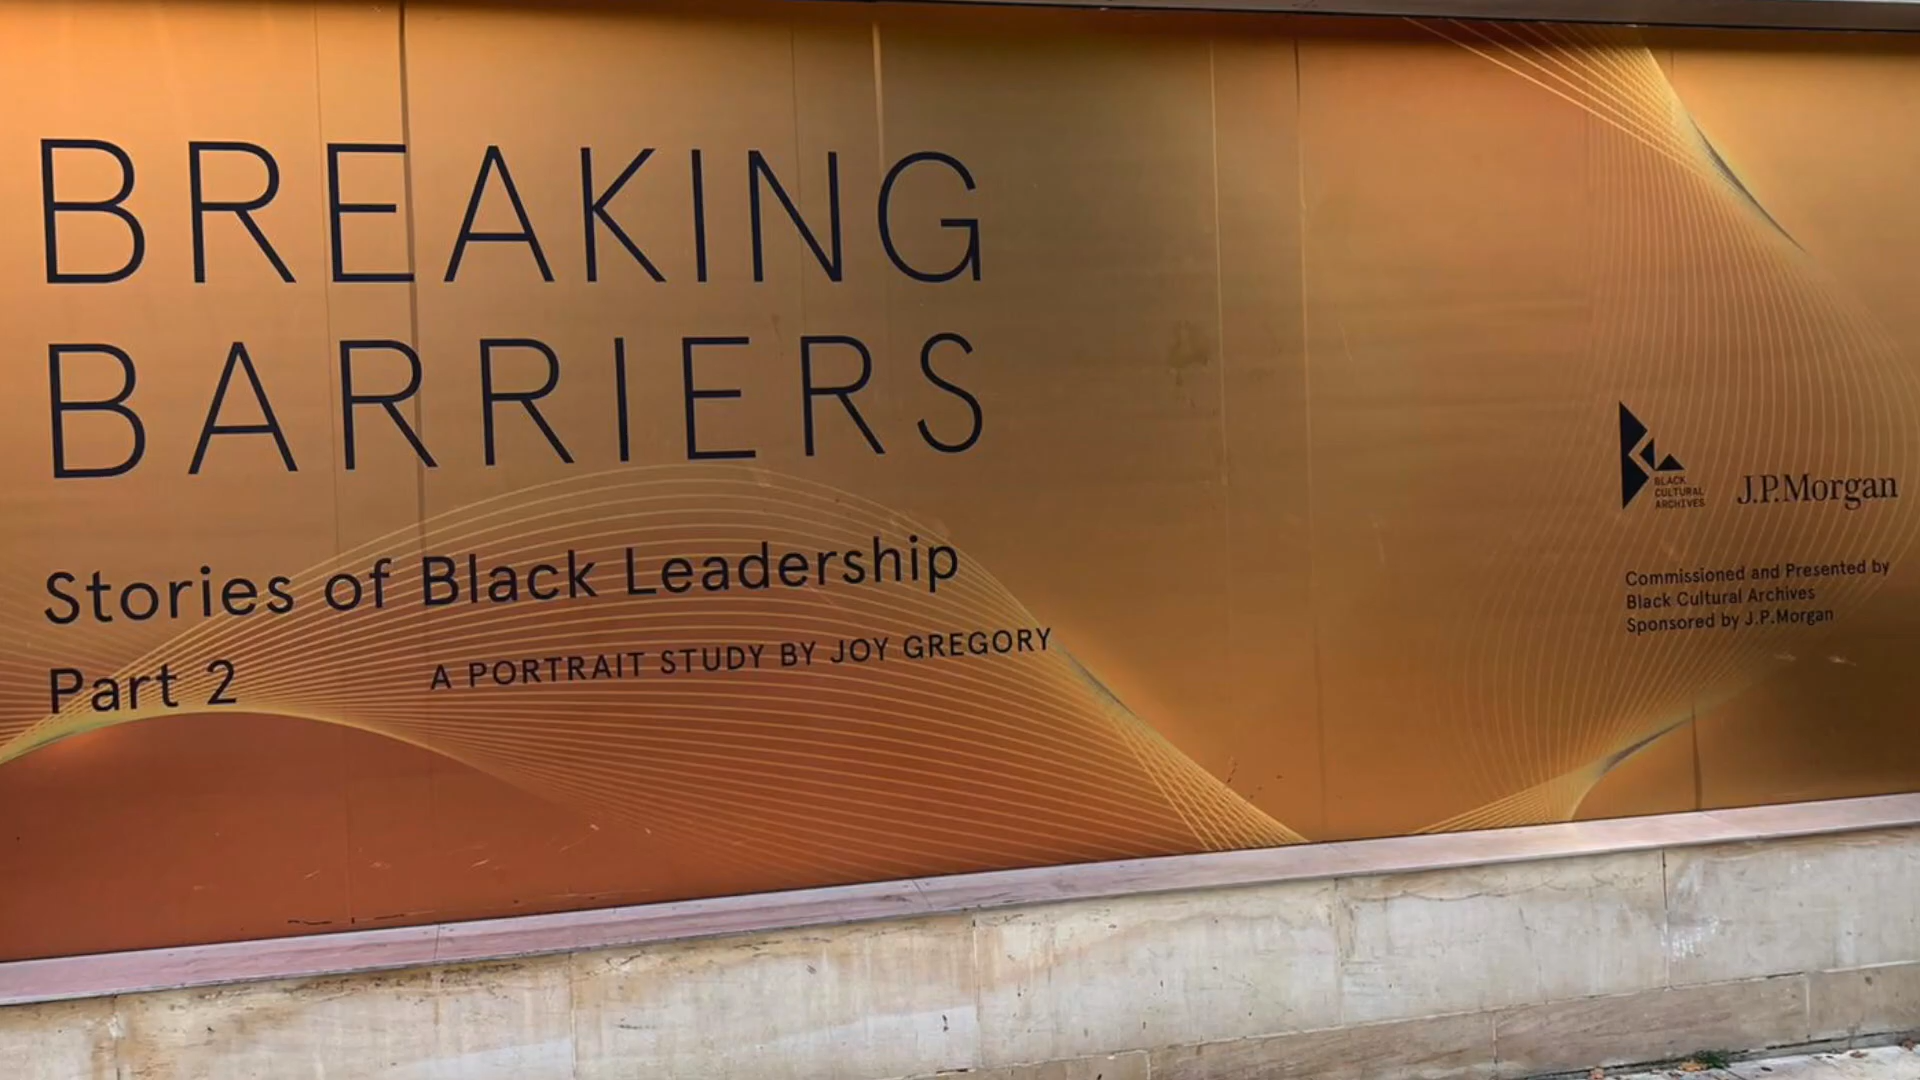 BREAKING
BARRIERS
Stories of Black Leadership
Part 2
A PORTRAIT STUDY BY JOY GREGORY
BLACK
CULTURAL
ARCHIVES
J.P.Morgan
Commissioned and Presented by
Black Cultural Archives
Sponsored by J.P.Morgan